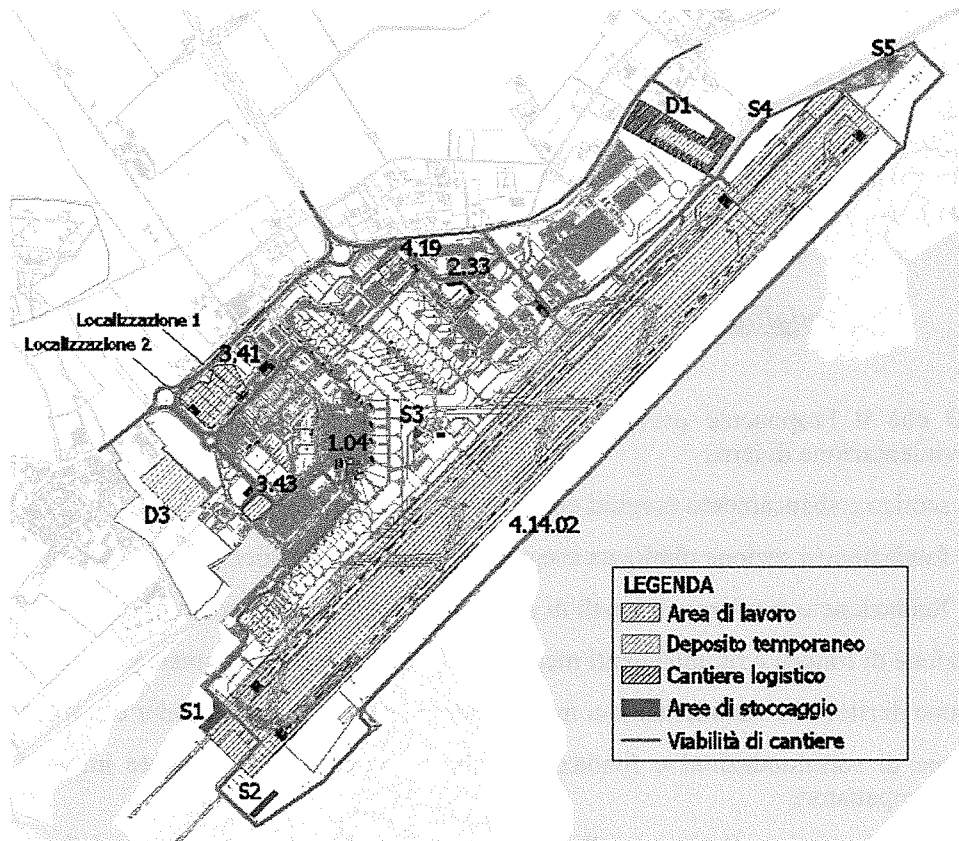 S5
D1
S4
4.19
2.33
Localizzazione 1
Localizzazione 2
3.41
S3
1.04
3.43
D3
4.14.02
LEGENDA
Area di lavoro
Deposito temporaneo
Cantiere logistico
Aree di stoccaggio
Viabilità di cantiere
S1
S2